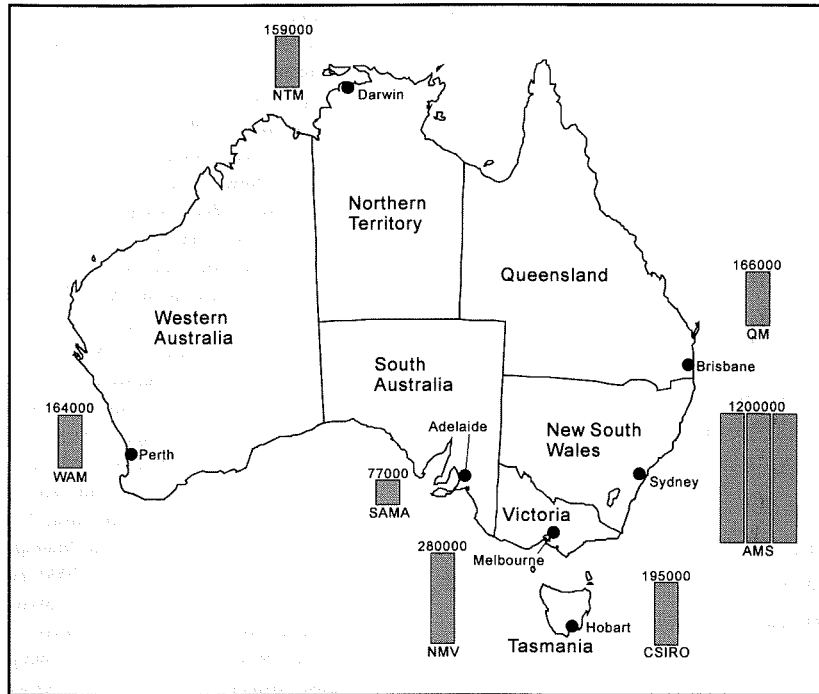 159000
NTM
Darwin
Northern
Territory
Queensland
166000
QM
Western
Australia
South
Australia
Brisbane
164000
WAM
Perth
Adelaide
New South
Wales
1200000
AMS
Sydney
77000
SAMA
Victoria
Melbourne
280000
NMV
195000
CSIRO
Hobart
Tasmania